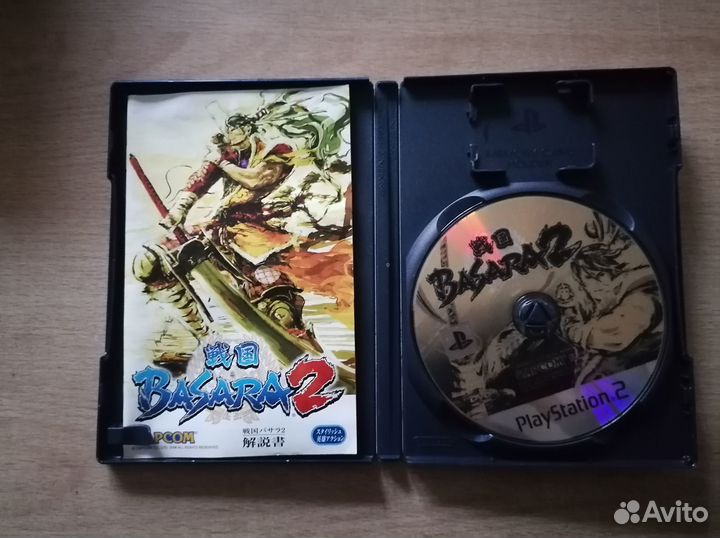 戦国
BASARA2
戦国バサラ2
解説書
スタイリッシュ
英雄アクション
CAPCOM
戦国
BASARA2
CAPCOM
PlayStation 2
Avito